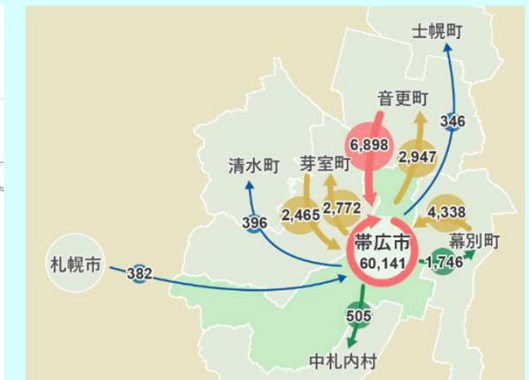 士幌町
音更町
346
6,898
2,947
清水町
芽室町
2,465
2,772
4,338
396
帯広市
60,141
幕別町
1,746
札幌市
382
505
中札内村